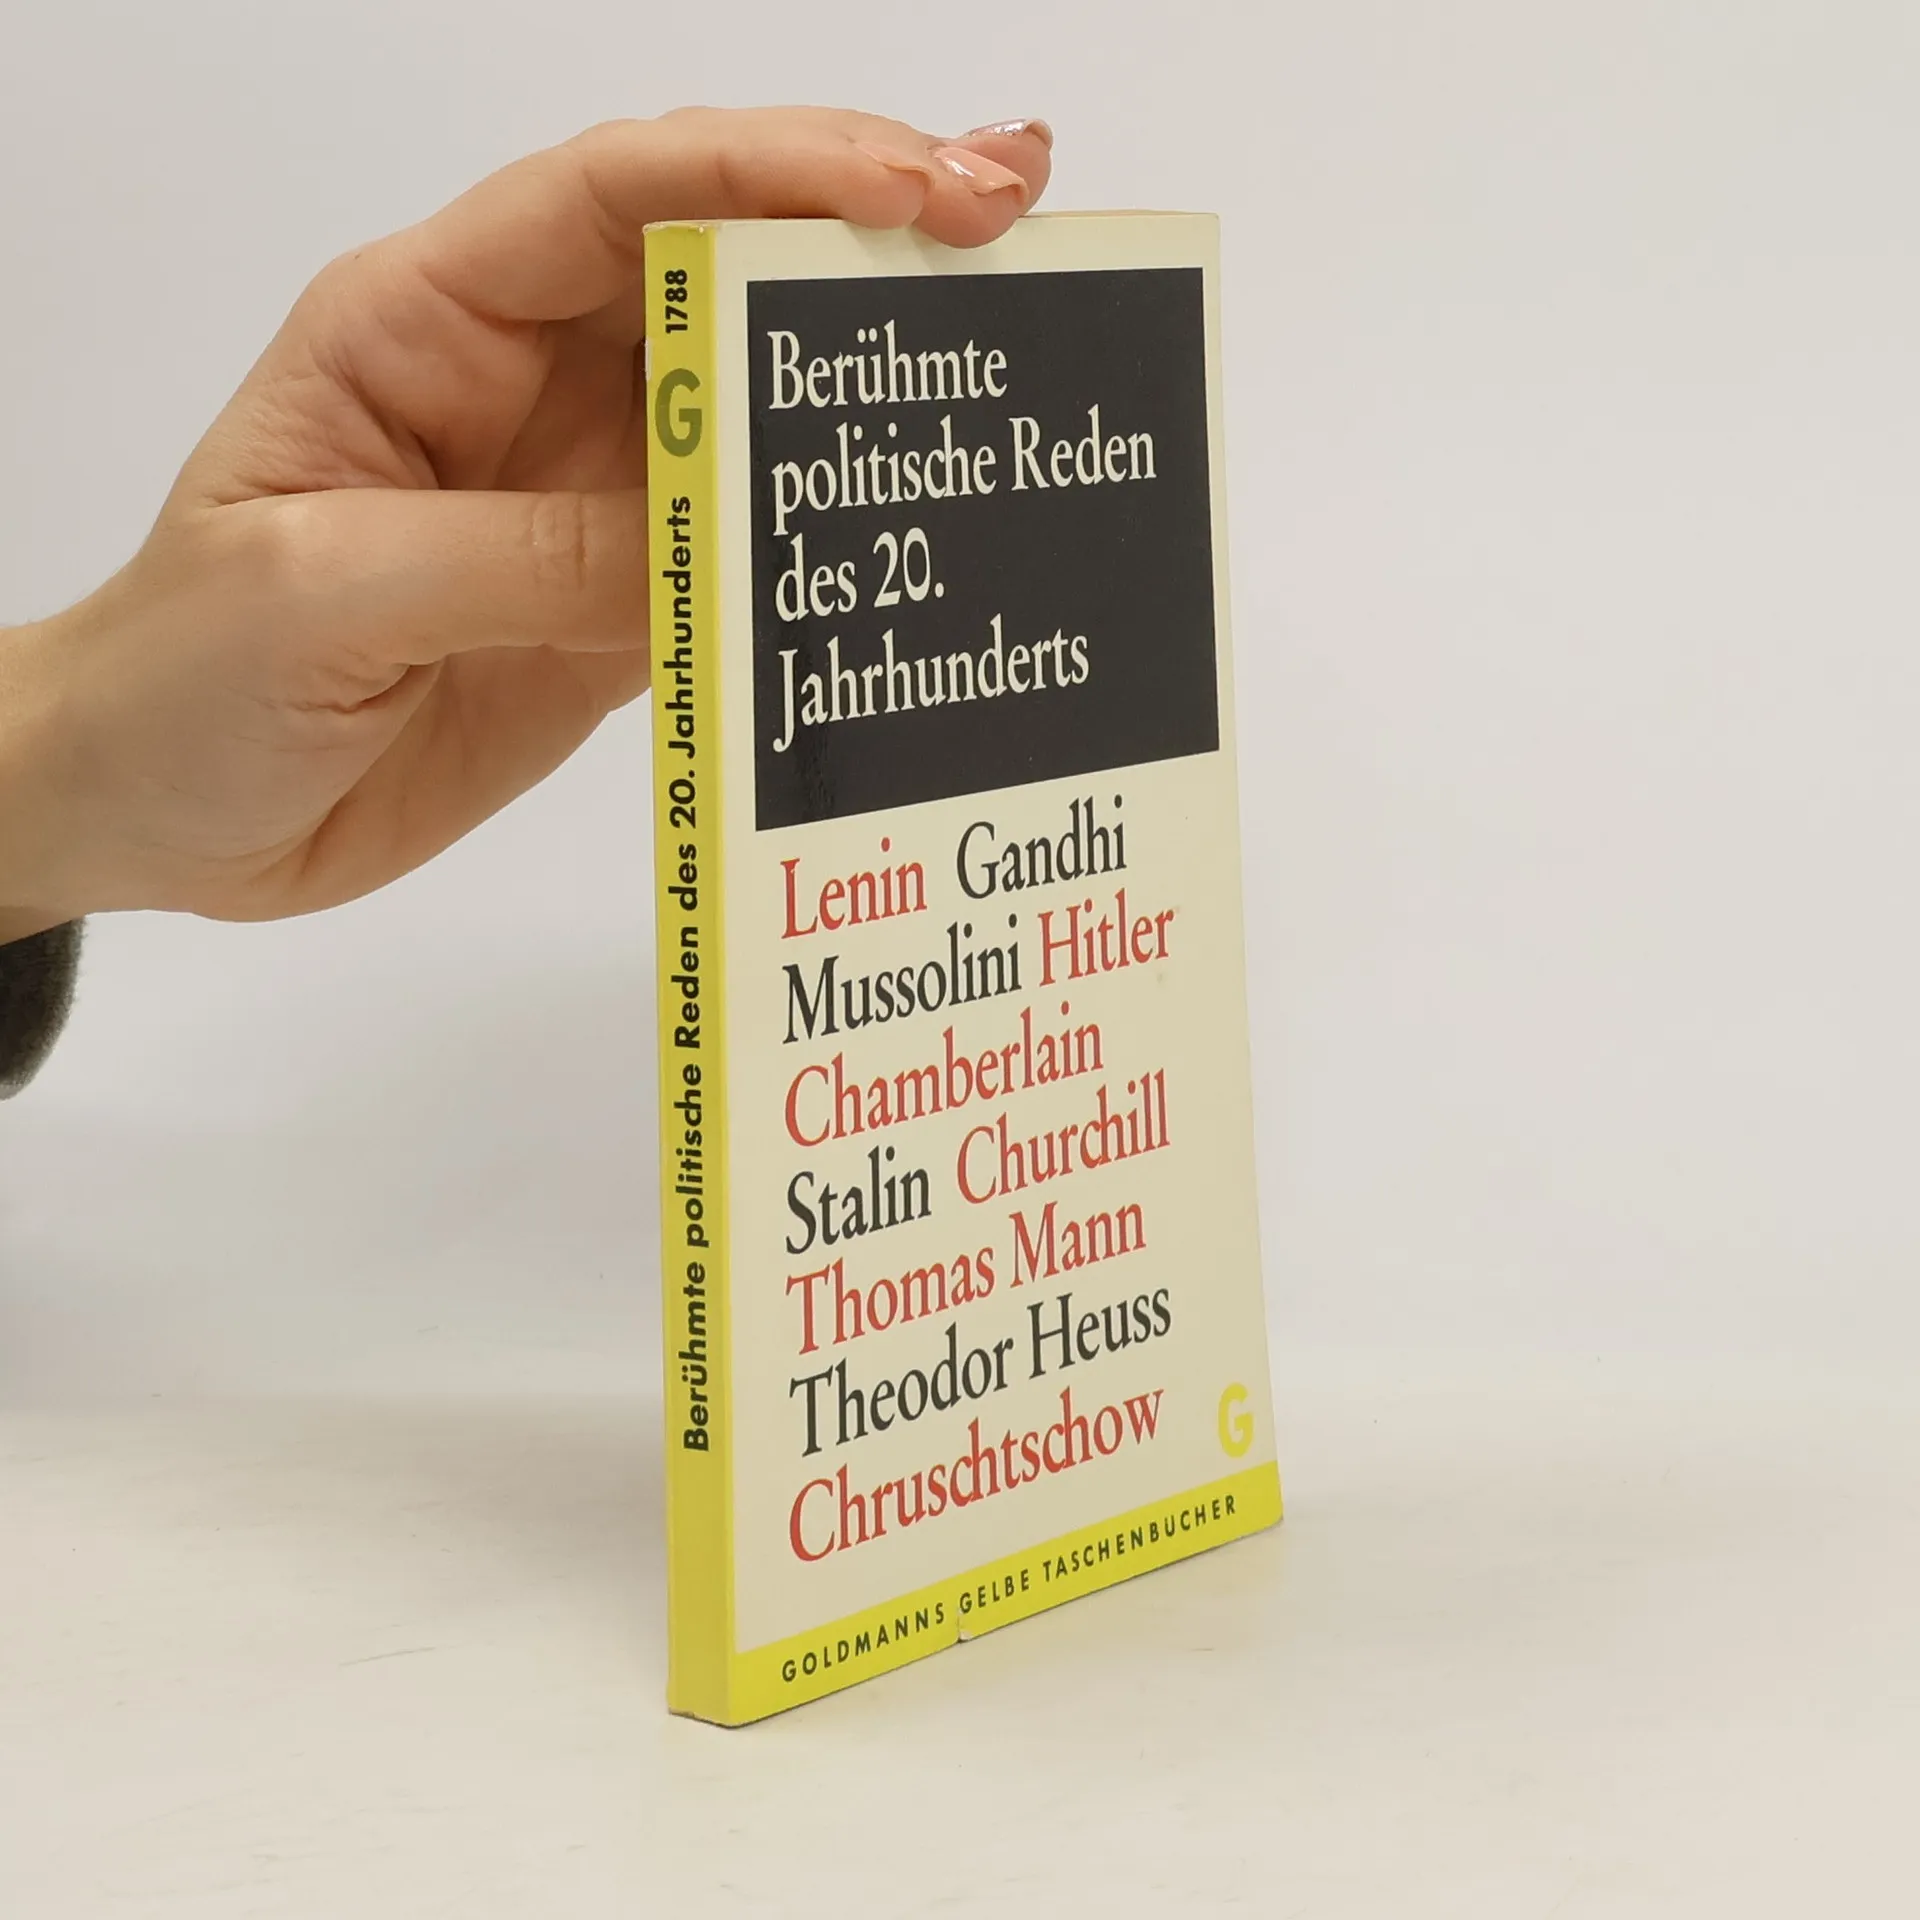 1788
G
Berühmte politische Reden des 20. Jahrhunderts
Berühmte
politische Reden
des 20.
Jahrhunderts
Lenin Gandhi
Mussolini Hitler
Chamberlain
Stalin Churchill
Thomas Mann
Theodor Heuss
Chruschtschow
G
GOLDMANNS GELBE TASCHENBÜCHER